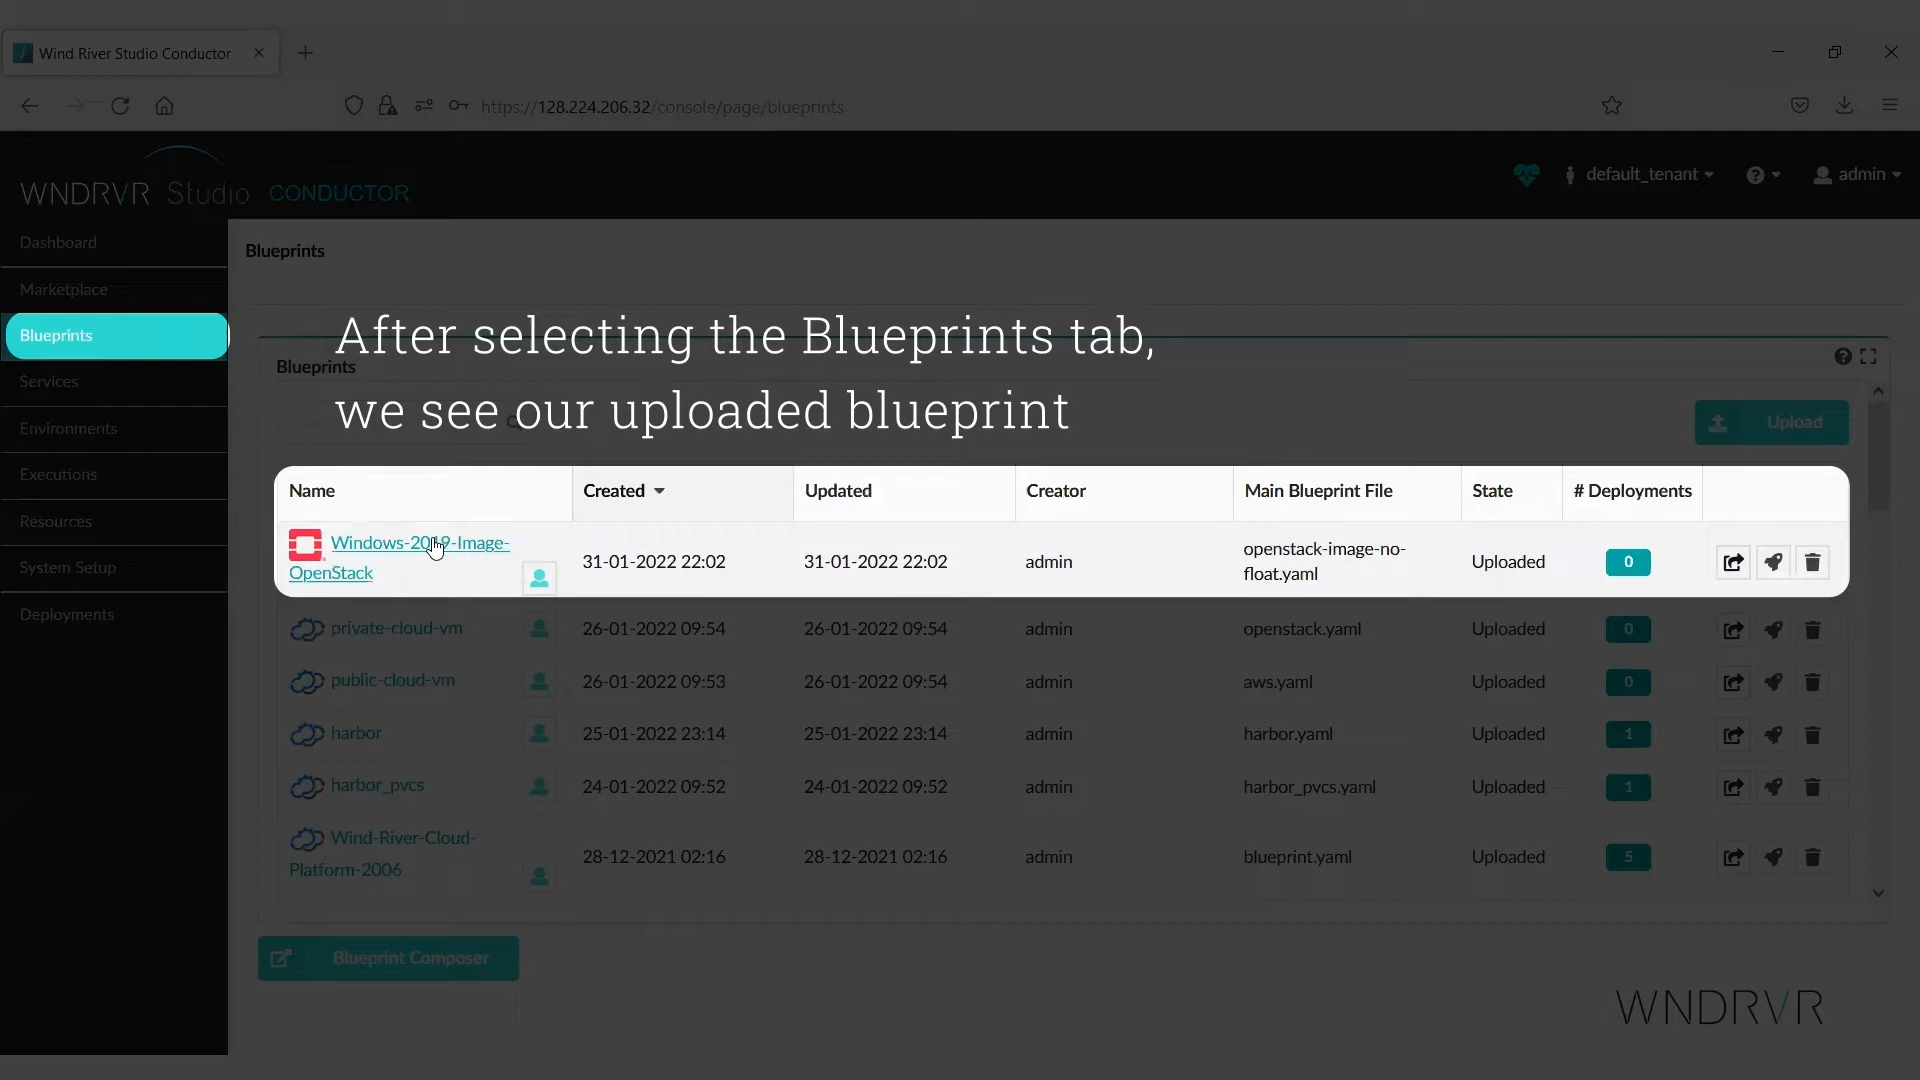 Wind River Studio Conductor
https://128.224.206.32/console/page/blueprints
WNDRVR Studio CONDUCTOR
default_tenant
admin
Dashboard
Marketplace
Blueprints
Services
Environments
Executions
Resources
System Setup
Deployments
Blueprints
After selecting the Blueprints tab,
we see our uploaded blueprint
Blueprints
Upload
Name Created Updated Creator Main Blueprint File State # Deployments
Windows-2019-Image-
OpenStack 31-01-2022 22:02 31-01-2022 22:02 admin openstack-image-no-
float.yaml Uploaded 0
private-cloud-vm 26-01-2022 09:54 26-01-2022 09:54 admin openstack.yaml Uploaded 0
public-cloud-vm 26-01-2022 09:53 26-01-2022 09:54 admin aws.yaml Uploaded 0
harbor 25-01-2022 23:14 25-01-2022 23:14 admin harbor.yaml Uploaded 1
harbor_pvcs 24-01-2022 09:52 24-01-2022 09:52 admin harbor_pvcs.yaml Uploaded 1
Wind-River-Cloud-
Platform-2006 28-12-2021 02:16 28-12-2021 02:16 admin blueprint.yaml Uploaded 5
Blueprint Composer
WNDRVR